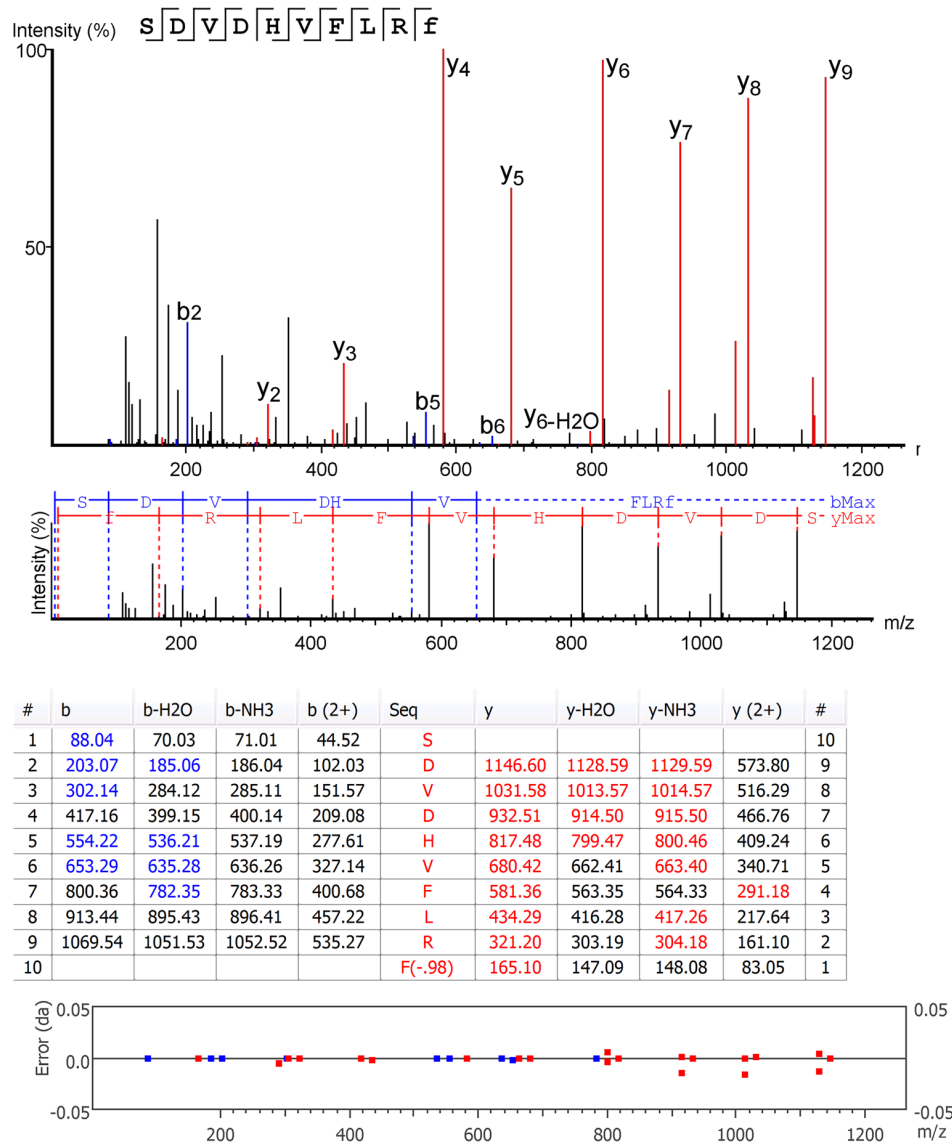 Intensity (%) S D V D H V F L R f
100
y4 y6 y8 y9
y7
y5
50
b2
y3
y2
b5 b6 y6-H2O
200 400 600 800 1000 1200
S D V DH V FLRf bMax
f R L F V H D V D S yMax
Intensity (%)
200 400 600 800 1000 1200 m/z
# b b-H2O b-NH3 b (2+) Seq y y-H2O y-NH3 y (2+) #
1 88.04 70.03 71.01 44.52 S 10
2 203.07 185.06 186.04 102.03 D 1146.60 1128.59 1129.59 573.80 9
3 302.14 284.12 285.11 151.57 V 1031.58 1013.57 1014.57 516.29 8
4 417.16 399.15 400.14 209.08 D 932.51 914.50 915.50 466.76 7
5 554.22 536.21 537.19 277.61 H 817.48 799.47 800.46 409.24 6
6 653.29 635.28 636.26 327.14 V 680.42 662.41 663.40 340.71 5
7 800.36 782.35 783.33 400.68 F 581.36 563.35 564.33 291.18 4
8 913.44 895.43 896.41 457.22 L 434.29 416.28 417.26 217.64 3
9 1069.54 1051.53 1052.52 535.27 R 321.20 303.19 304.18 161.10 2
10 F(-.98) 165.10 147.09 148.08 83.05 1
0.05 0.05
Error (da) 0.0 0.0
-0.05 -0.05
200 400 600 800 1000 1200 m/z